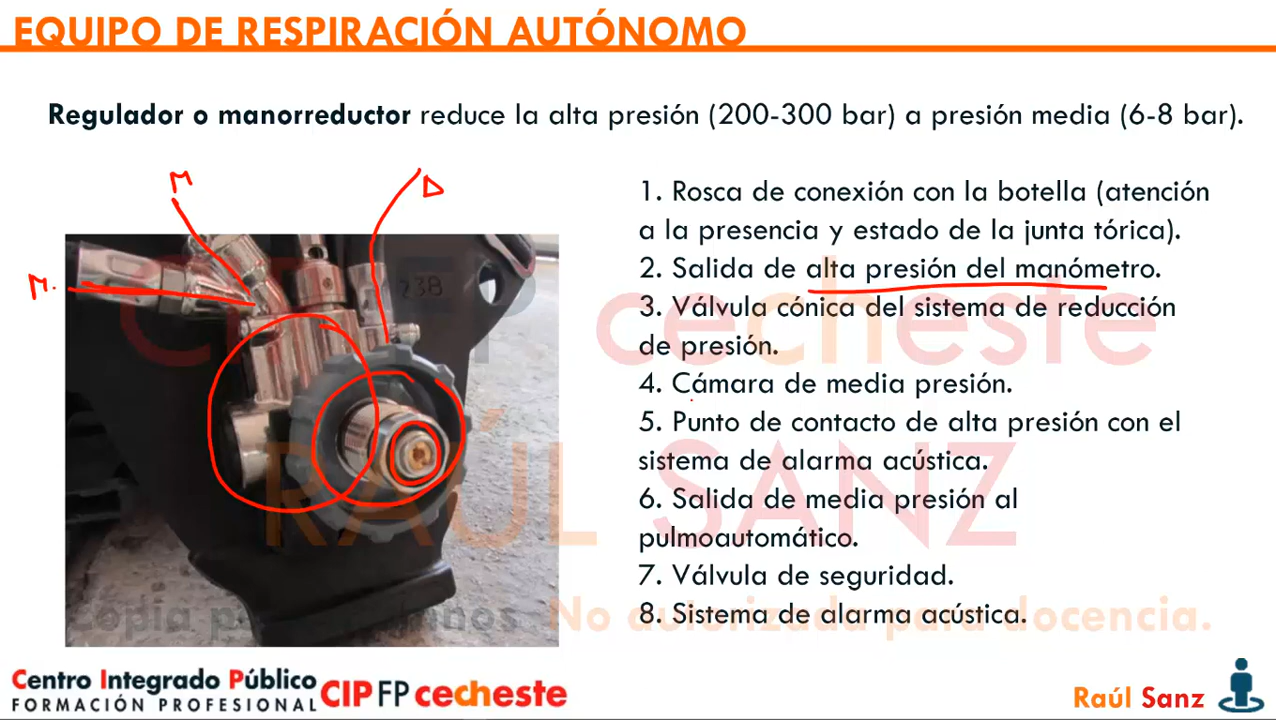 EQUIPO DE RESPIRACIÓN AUTÓNOMO
Regulador o manorreductor reduce la alta presión (200-300 bar) a presión media (6-8 bar).
M
D
M.
23B
1. Rosca de conexión con la botella (atención
a la presencia y estado de la junta tórica).
2. Salida de alta presión del manómetro.
3. Válvula cónica del sistema de reducción
de presión.
4. Cámara de media presión.
5. Punto de contacto de alta presión con el
sistema de alarma acústica.
6. Salida de media presión al
pulmoautomático.
7. Válvula de seguridad.
8. Sistema de alarma acústica.
CIPFP cecheste
RAÚL SANZ
No autorizada para docencia.
Centro Integrado Público
FORMACIÓN PROFESIONAL
CIP FP cecheste
Raúl Sanz